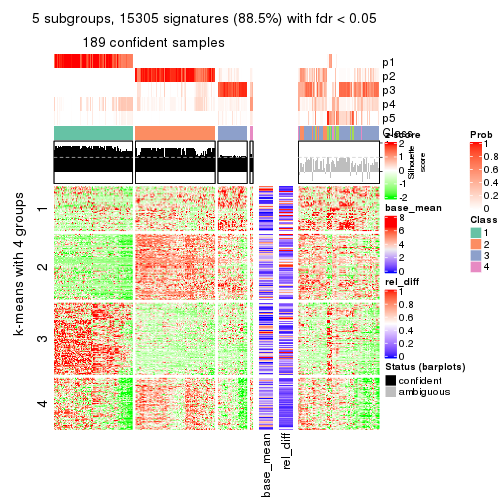 5 subgroups, 15305 signatures (88.5%) with fdr < 0.05
189 confident samples
p1
p2
p3
p4
p5
Class
z-score
2
1
0
-1
-2
Silhouette
score
Prob
1
0.8
0.6
0.4
0.2
0
base_mean
8
6
4
2
0
Class
1
2
3
4
rel_diff
1
0.8
0.6
0.4
0.2
0
Status (barplots)
confident
ambiguous
k-means with 4 groups
1
2
3
4
base_mean
rel_diff